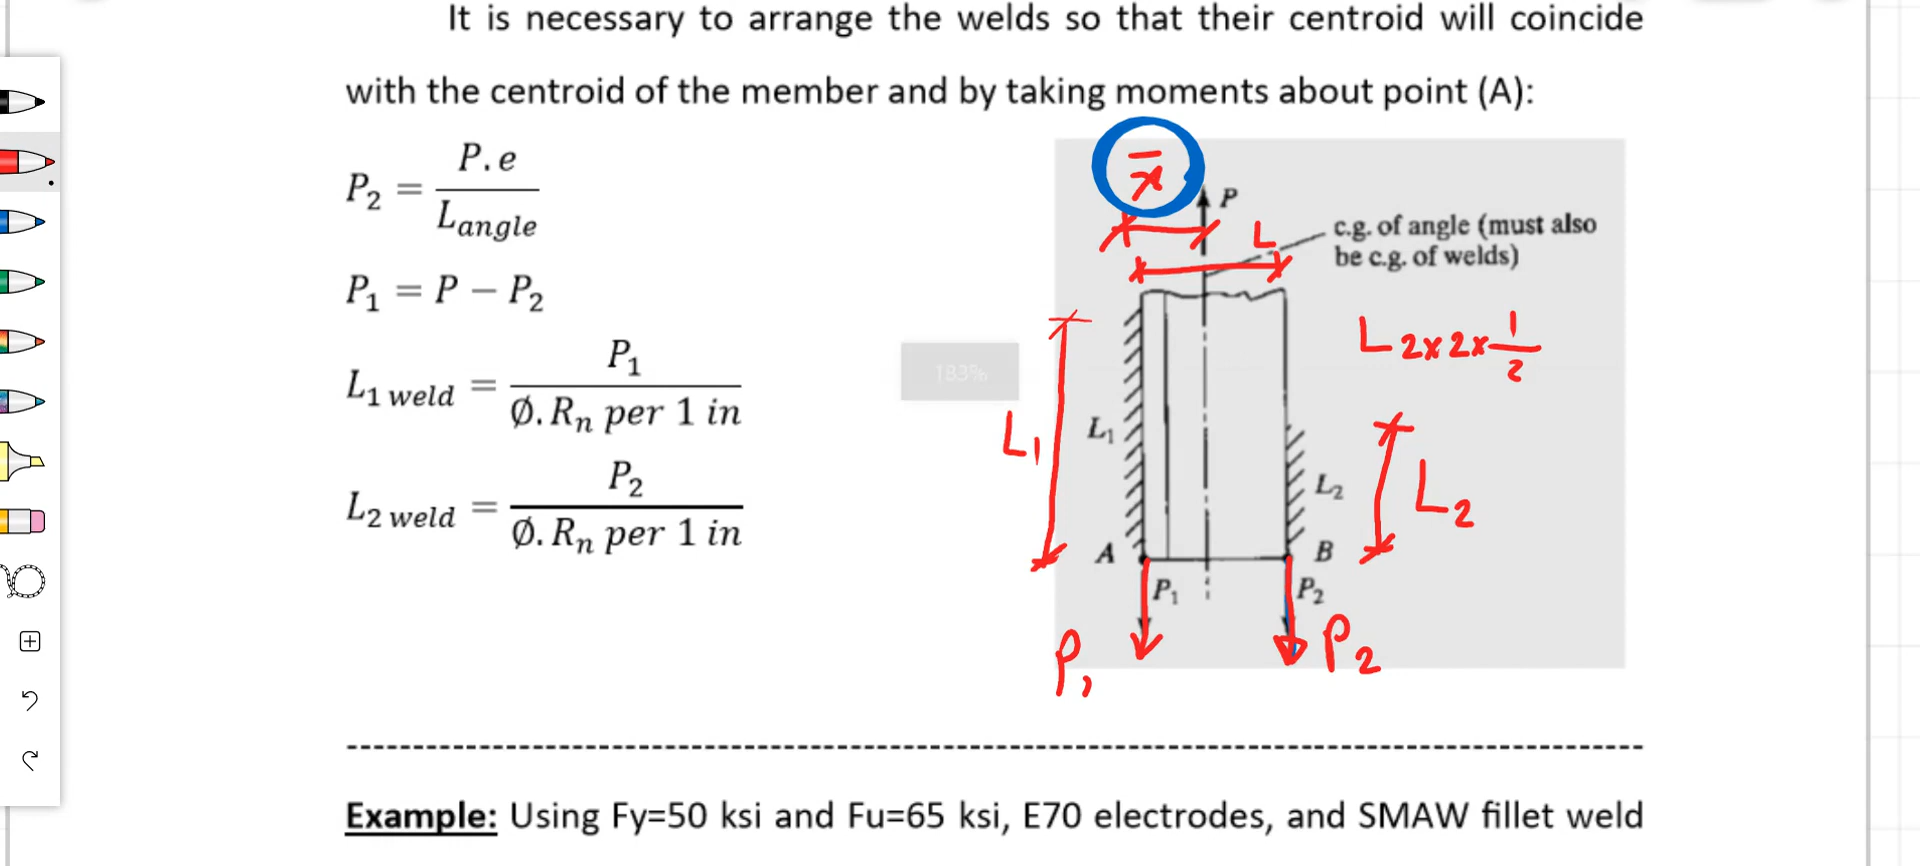 It is necessary to arrange the welds so that their centroid will coincide
with the centroid of the member and by taking moments about point (A):
P₂ = P.e / L_angle
P₁ = P − P₂
L₁ weld = P₁ / Ø.Rₙ per 1 in
L₂ weld = P₂ / Ø.Rₙ per 1 in
x̄
P
L
c.g. of angle (must also
be c.g. of welds)
L 2x2x1/2
183%
L₁
L₁
L₂
L₂
A
B
P₁
P₂
P₁
P₂
Example: Using Fy=50 ksi and Fu=65 ksi, E70 electrodes, and SMAW fillet weld